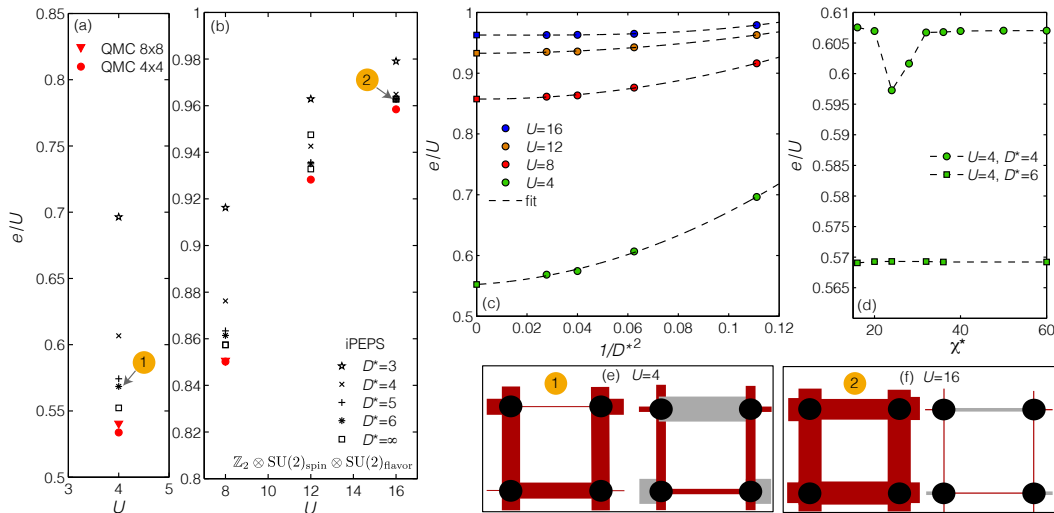 (a)
QMC 8x8
QMC 4x4
0.8
0.75
0.7
0.65
0.6
0.55
0.5
3 4 5
e/U
U
1
(b)
1
0.98
0.96
0.94
0.92
0.9
0.88
0.86
0.84
0.82
0.8
8 10 12 14 16
U
2
iPEPS
D*=3
D*=4
D*=5
D*=6
D*=∞
ℤ₂ ⊗ SU(2)spin ⊗ SU(2)flavor
1
0.9
0.8
0.7
0.6
0.5
e/U
U=16
U=12
U=8
U=4
fit
(c)
0 0.02 0.04 0.06 0.08 0.1 0.12
1/D*²
0.61
0.605
0.6
0.595
0.59
0.585
0.58
0.575
0.57
0.565
e/U
U=4, D*=4
U=4, D*=6
(d)
20 40 60
χ*
1 (e) U=4
2 (f) U=16